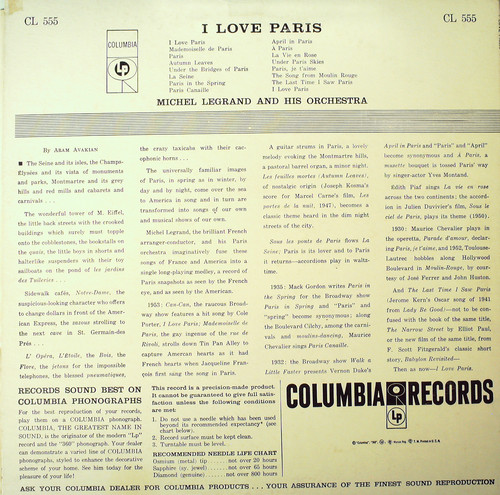 CL 555
I LOVE PARIS
CL 555
COLUMBIA
LP
I Love Paris
Mademoiselle de Paris
Paris
Autumn Leaves
Under the Bridges of Paris
La Seine
Paris in the Spring
Paris Canaille
April in Paris
A Paris
La Vie en Rose
Under Paris Skies
Paris, je t'aime
The Song from Moulin Rouge
The Last Time I Saw Paris
I Love Paris
MICHEL LEGRAND AND HIS ORCHESTRA
By Aram Avakian
■ The Seine and its isles, the Champs-
Elysées and its vista of monuments
and parks, Montmartre and its grey
hills and red mills and cabarets and
carnivals . . .
The wonderful tower of M. Eiffel,
the little back streets with the crooked
buildings which surely must topple
onto the cobblestones, the bookstalls on
the quais, the little boys in shorts and
halterlike suspenders with their toy
sailboats on the pond of les jardins
des Tuileries . . .
Sidewalk cafés, Notre-Dame, the
suspicious-looking character who offers
to change dollars in front of the Amer-
ican Express, the caveau strolling to the
next cave in St. Germain-des
Prés . . .
L' Opéra, L'Etoile, the Bois, the
Flore, the jetons for the impossible
telephones, the blessed pneumatiques,
the crazy taxicabs with their cac-
ophonic horns . . .
The universally familiar images
of Paris, in spring as in winter, by
day and by night, come over the sea
to America in song and in turn are
transformed into songs of our own
and musical shows of our own.
Michel Legrand, the brilliant French
arranger-conductor, and his Paris
orchestra imaginatively fuse these
songs of France and America into a
single long-playing medley, a record of
Paris snapshots as seen by the French
eye, and as seen by the American.
1953: Can-Can, the raucous Broad-
way show features a hit song by Cole
Porter, I Love Paris; Mademoiselle de
Paris, the gay ingenue of the rue de
Rivoli, strolls down Tin Pan Alley to
capture American hearts as it had
French hearts when Jacqueline Fran-
çois first sang the song in Paris.
A guitar strums in Paris, a lovely
melody evoking the Montmartre hills,
a pastoral barrel organ, a minor night.
Les feuilles mortes (Autumn Leaves),
of nostalgic origin (Joseph Kosma's
score for Marcel Carne's film, Les
portes de la nuit, 1947), becomes a
classic theme heard in the dim night
streets of the city.
Sous les ponts de Paris flows La
Seine; Paris is its lover and to Paris
it returns—accordions play in waltz-
time.
1935: Mack Gordon writes Paris in
the Spring for the Broadway show
Paris in Spring and "Paris" and
"spring" become synonymous; along
the Boulevard Clichy, among the carni-
vals and moulins-dancing, Maurice
Chevalier sings Paris Canaille.
1932: the Broadway show Walk a
Little Faster presents Vernon Duke's
April in Paris and "Paris" and "April"
become synonymous and A Paris, a
musette bouquet is tossed Paris' way
by singer-actor Yves Montand.
Edith Piaf sings La vie en rose
across two continents; the accordi-
on in Julien Duvivier's film, Sous le
ciel de Paris, plays its theme (1950).
1930: Maurice Chevalier plays in
the operetta, Parade d'amour, declar-
ing Paris, je t'aime, and 1952, Toulouse-
Lautrec hobbles along Hollywood
Boulevard in Moulin-Rouge, by cour-
tesy of José Ferrer and John Huston.
And The Last Time I Saw Paris
(Jerome Kern's Oscar song of 1941
from Lady Be Good)—not to be con-
fused with the book of the same title,
The Narrow Street by Elliot Paul,
or the new film of the same title, from
F. Scott Fitzgerald's classic short
story, Babylon Revisited—
Then as now—I Love Paris.
RECORDS SOUND BEST ON
COLUMBIA PHONOGRAPHS
For the best reproduction of your records,
play them on a COLUMBIA phonograph.
COLUMBIA, THE GREATEST NAME IN
SOUND, is the originator of the modern "Lp"
record and the "360" phonograph. Your dealer
can demonstrate a varied line of COLUMBIA
phonographs, styled to enhance the decorative
scheme of your home. See him today for the
pleasure of your life!
This record is a precision-made product.
It cannot be guaranteed to give full satis-
faction unless the following conditions
are met:
1. Do not use a needle which has been used
beyond its recommended expectancy* (see
chart below).
2. Record surface must be kept clean.
3. Turntable must be level.
RECOMMENDED NEEDLE LIFE CHART
Osmium (metal) tip . . . . . not over 20 hours
Sapphire (sy. jewel) . . . . not over 65 hours
Diamond (genuine) . . . . . not over 800 hours
COLUMBIA RECORDS
LP
ASK YOUR COLUMBIA DEALER FOR COLUMBIA PRODUCTS . . . YOUR ASSURANCE OF THE FINEST SOUND REPRODUCTION